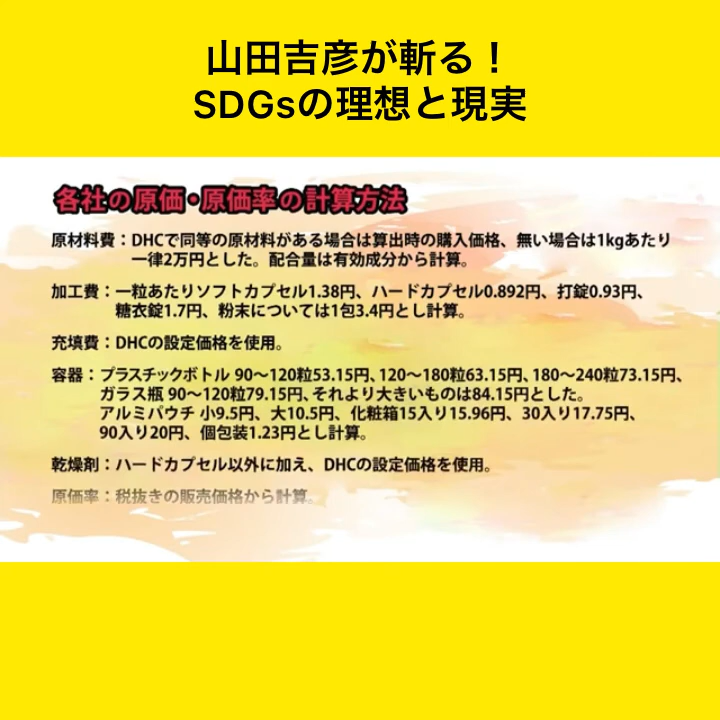 山田吉彦が斬る！
SDGsの理想と現実
各社の原価・原価率の計算方法
原材料費：DHCで同等の原材料がある場合は算出時の購入価格、無い場合は1kgあたり
一律2万円とした。配合量は有効成分から計算。
加工費：一粒あたりソフトカプセル1.38円、ハードカプセル0.892円、打錠0.93円、
糖衣錠1.7円、粉末については1包3.4円とし計算。
充填費：DHCの設定価格を使用。
容器：プラスチックボトル 90〜120粒53.15円、120〜180粒63.15円、180〜240粒73.15円、
ガラス瓶 90〜120粒79.15円、それより大きいものは84.15円とした。
アルミパウチ 小9.5円、大10.5円、化粧箱15入り15.96円、30入り17.75円、
90入り20円、個包装1.23円とし計算。
乾燥剤：ハードカプセル以外に加え、DHCの設定価格を使用。
原価率：税抜きの販売価格から計算。